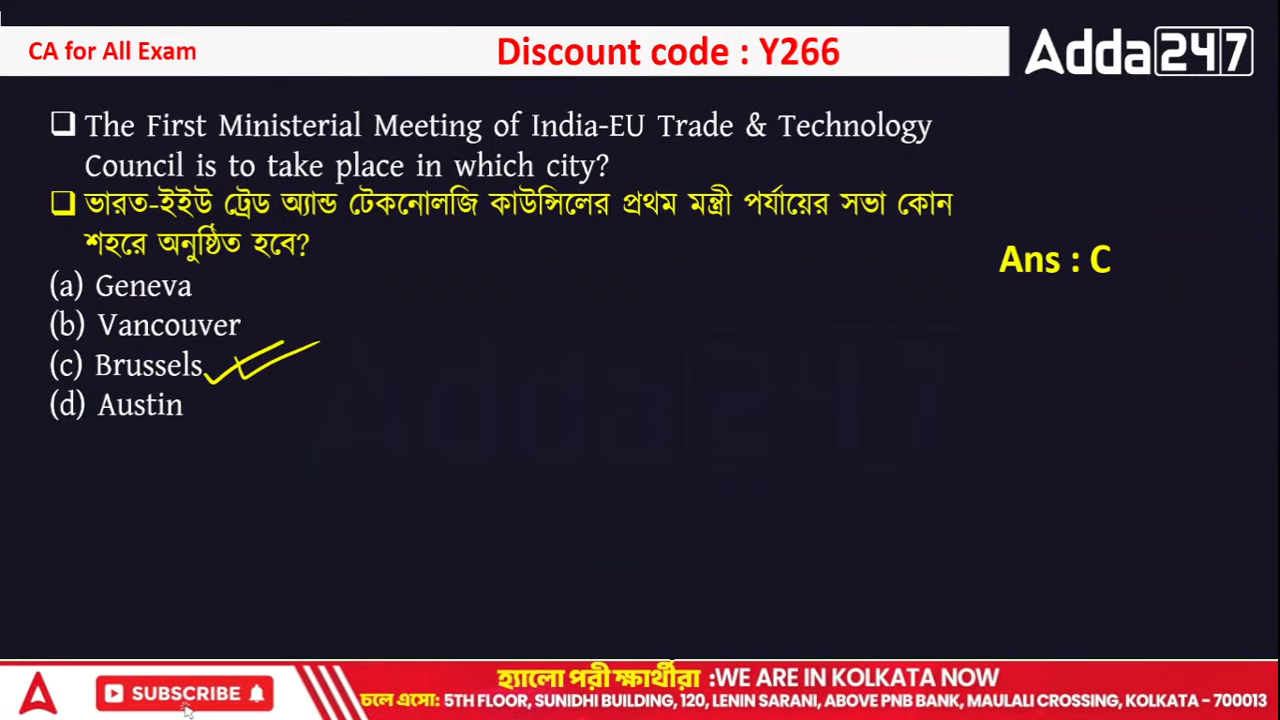 CA for All Exam
Discount code : Y266
Adda247
The First Ministerial Meeting of India-EU Trade & Technology
Council is to take place in which city?
ভারত-ইইউ ট্রেড অ্যান্ড টেকনোলজি কাউন্সিলের প্রথম মন্ত্রী পর্যায়ের সভা কোন
শহরে অনুষ্ঠিত হবে?
Ans : C
(a) Geneva
(b) Vancouver
(c) Brussels
(d) Austin
Adda247
SUBSCRIBE
হ্যালো পরীক্ষার্থীরা :WE ARE IN KOLKATA NOW
চলে এসো: 5TH FLOOR, SUNIDHI BUILDING, 120, LENIN SARANI, ABOVE PNB BANK, MAULALI CROSSING, KOLKATA - 700013